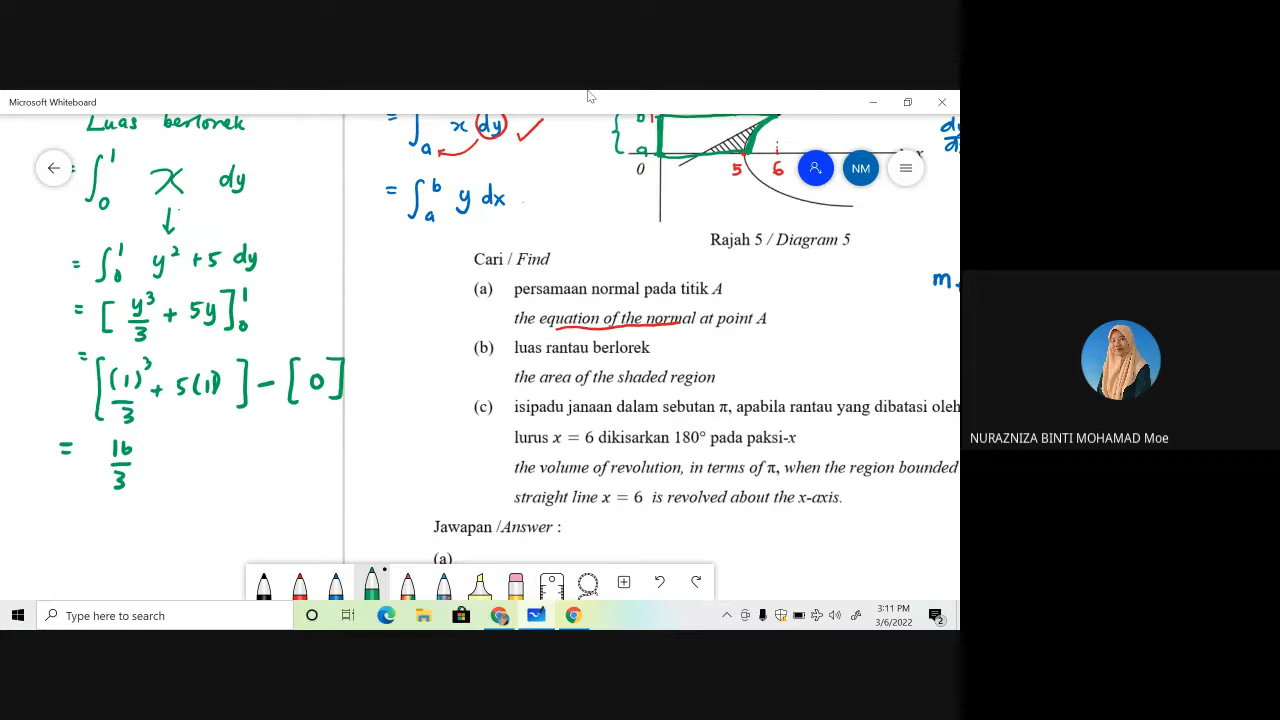 Microsoft Whiteboard
Luas berlorek
= ∫₀¹ x dy
= ∫₀¹ y² + 5 dy
= [ y³/3 + 5y ]₀¹
= [ (1)³/3 + 5(1) ] − [ 0 ]
= 16/3
= ∫ₐ x dy ✓
= ∫ₐᵇ y dx
b 1
a
0
5
6
x
NM
Rajah 5 / Diagram 5
Cari / Find
(a) persamaan normal pada titik A
the equation of the normal at point A
(b) luas rantau berlorek
the area of the shaded region
(c) isipadu janaan dalam sebutan π, apabila rantau yang dibatasi oleh
lurus x = 6 dikisarkan 180° pada paksi-x
the volume of revolution, in terms of π, when the region bounded
straight line x = 6 is revolved about the x-axis.
Jawapan /Answer :
(a)
m
NURAZNIZA BINTI MOHAMAD Moe
Type here to search
3:11 PM
3/6/2022
2